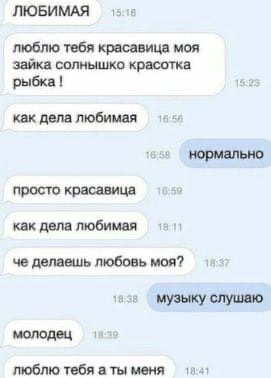 ЛЮБИМАЯ 15:18
люблю тебя красавица моя
зайка солнышко красотка
рыбка ! 15:23
как дела любимая 16:56
16:58 нормально
просто красавица 16:59
как дела любимая 18:11
че делаешь любовь моя? 18:37
18:38 музыку слушаю
молодец 18:39
люблю тебя а ты меня 18:41